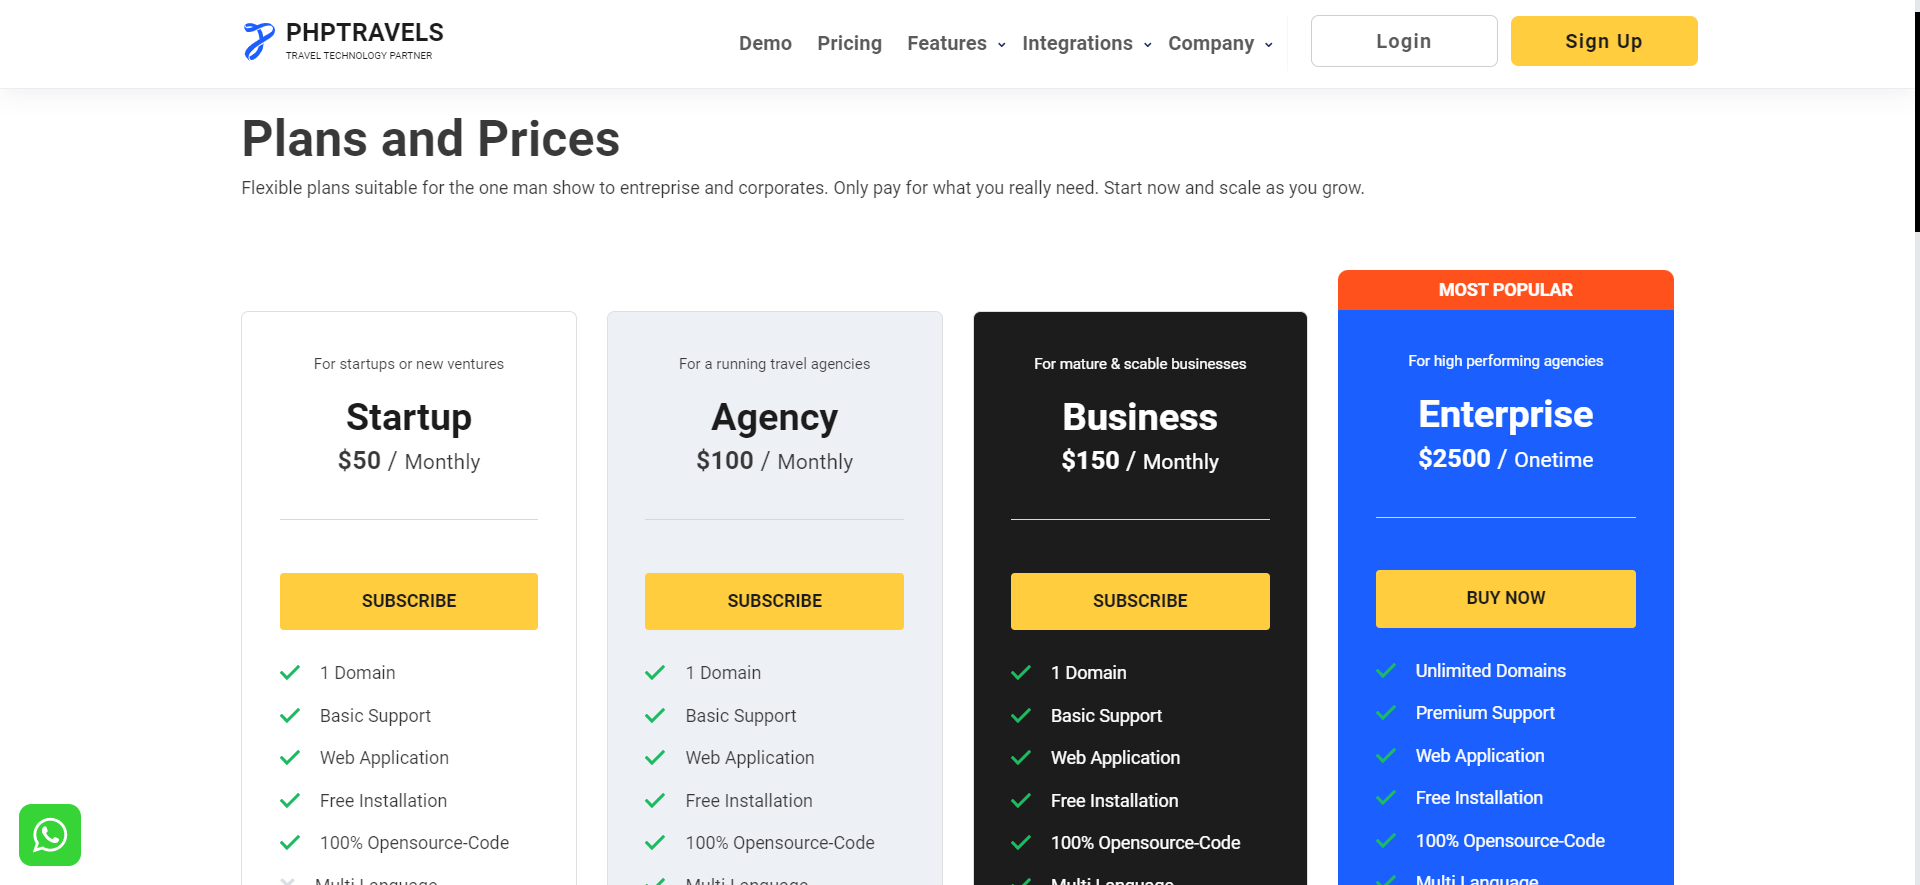 PHPTRAVELS
TRAVEL TECHNOLOGY PARTNER
Demo Pricing Features Integrations Company Login Sign Up
Plans and Prices
Flexible plans suitable for the one man show to entreprise and corporates. Only pay for what you really need. Start now and scale as you grow.
For startups or new ventures
Startup
$50 / Monthly
SUBSCRIBE
1 Domain
Basic Support
Web Application
Free Installation
100% Opensource-Code
Multi Language
For a running travel agencies
Agency
$100 / Monthly
SUBSCRIBE
1 Domain
Basic Support
Web Application
Free Installation
100% Opensource-Code
Multi Language
For mature & scable businesses
Business
$150 / Monthly
SUBSCRIBE
1 Domain
Basic Support
Web Application
Free Installation
100% Opensource-Code
Multi Language
MOST POPULAR
For high performing agencies
Enterprise
$2500 / Onetime
BUY NOW
Unlimited Domains
Premium Support
Web Application
Free Installation
100% Opensource-Code
Multi Language